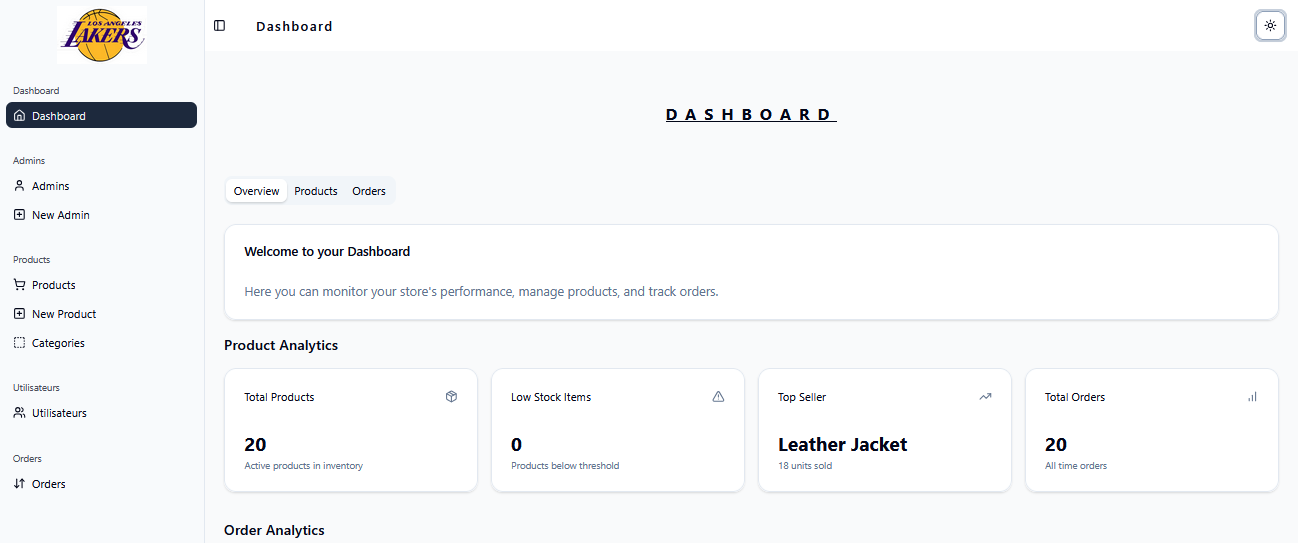 LOS ANGELES
LAKERS
Dashboard
Dashboard
Admins
Admins
New Admin
Products
Products
New Product
Categories
Utilisateurs
Utilisateurs
Orders
Orders
Dashboard
DASHBOARD
Overview Products Orders
Welcome to your Dashboard
Here you can monitor your store's performance, manage products, and track orders.
Product Analytics
Total Products
20
Active products in inventory
Low Stock Items
0
Products below threshold
Top Seller
Leather Jacket
18 units sold
Total Orders
20
All time orders
Order Analytics